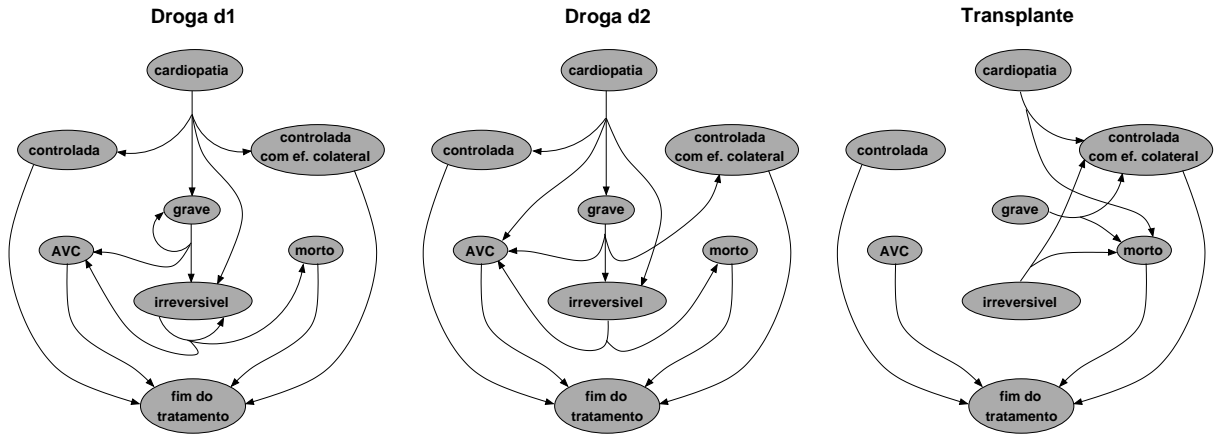 Droga d1
cardiopatia
controlada
controlada
com ef. colateral
grave
AVC
morto
irreversivel
fim do
tratamento
Droga d2
cardiopatia
controlada
controlada
com ef. colateral
grave
AVC
morto
irreversivel
fim do
tratamento
Transplante
cardiopatia
controlada
controlada
com ef. colateral
grave
AVC
morto
irreversivel
fim do
tratamento